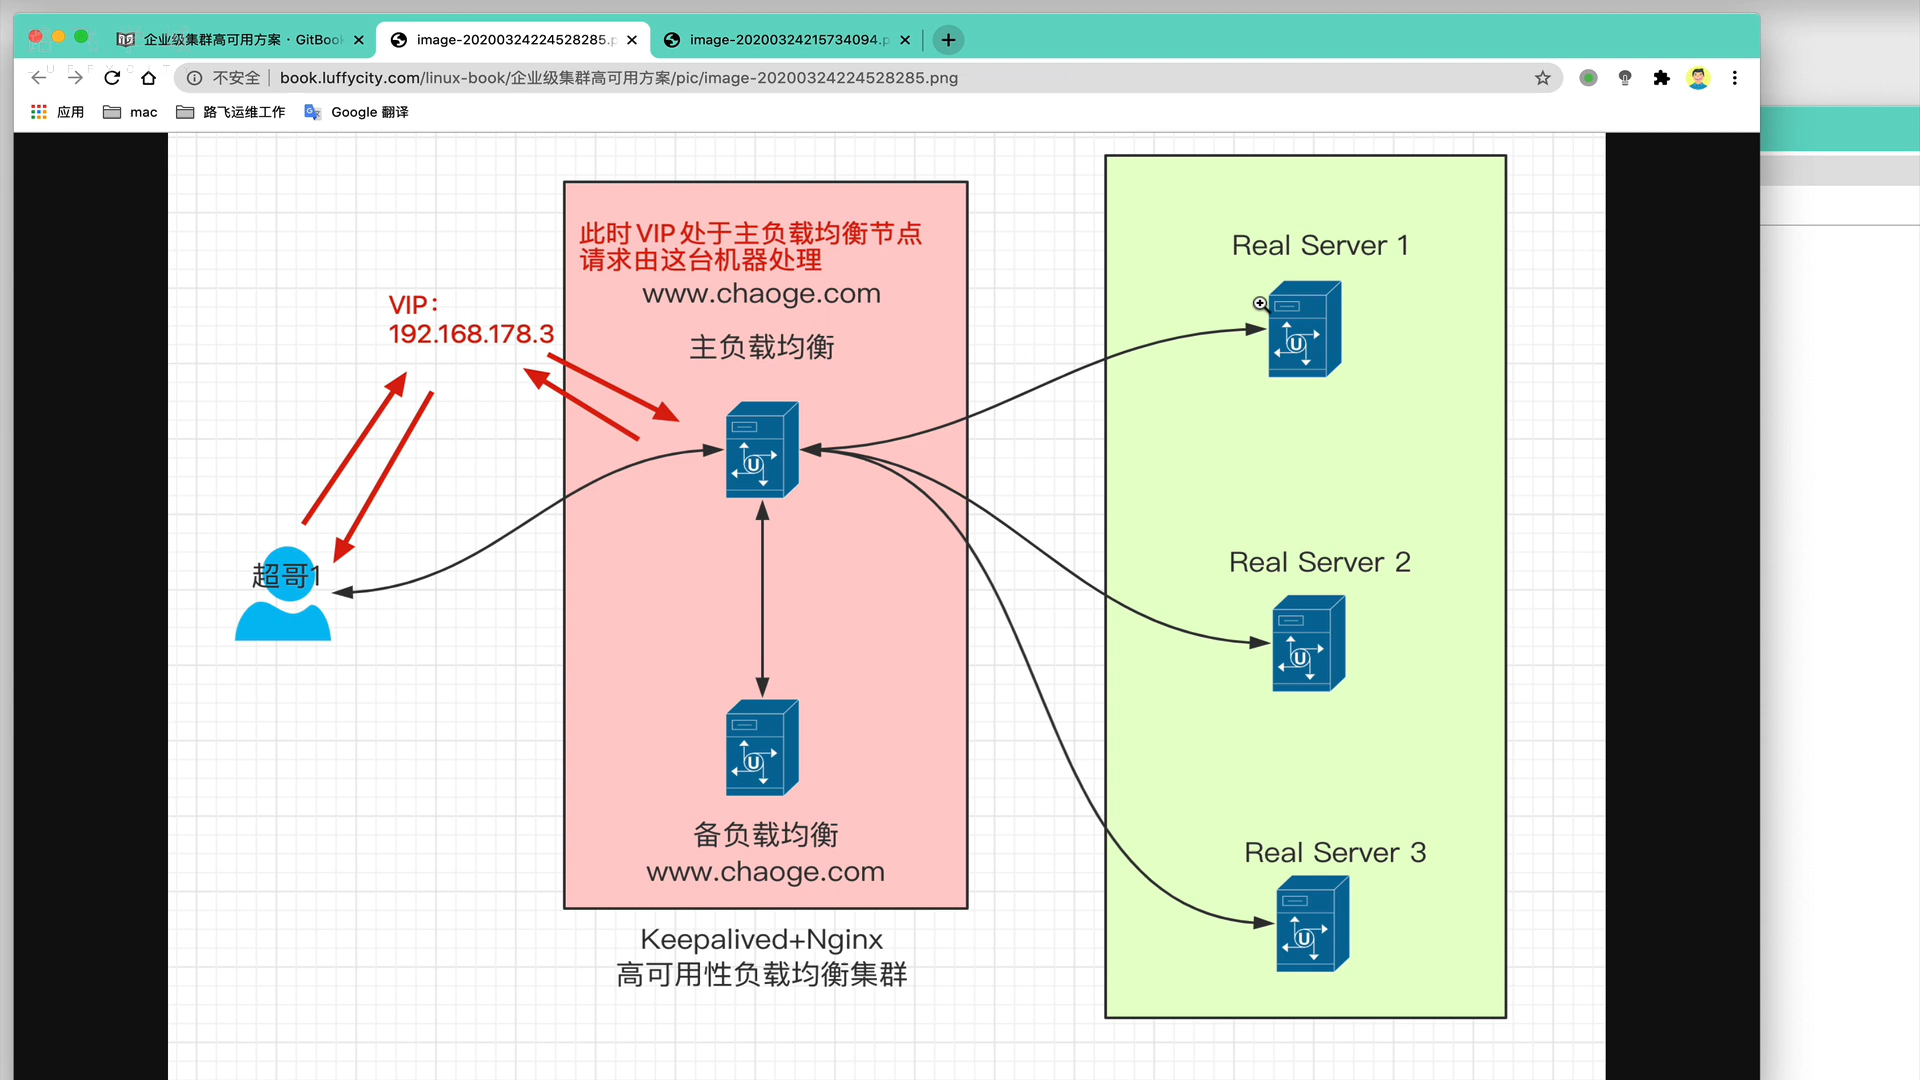 企业级集群高可用方案 · GitBook
image-20200324224528285.p
image-20200324215734094.p
不安全
book.luffycity.com/linux-book/企业级集群高可用方案/pic/image-20200324224528285.png
应用
mac
路飞运维工作
Google 翻译
此时VIP处于主负载均衡节点
请求由这台机器处理
www.chaoge.com
主负载均衡
VIP：
192.168.178.3
超哥1
备负载均衡
www.chaoge.com
Keepalived+Nginx
高可用性负载均衡集群
Real Server 1
Real Server 2
Real Server 3